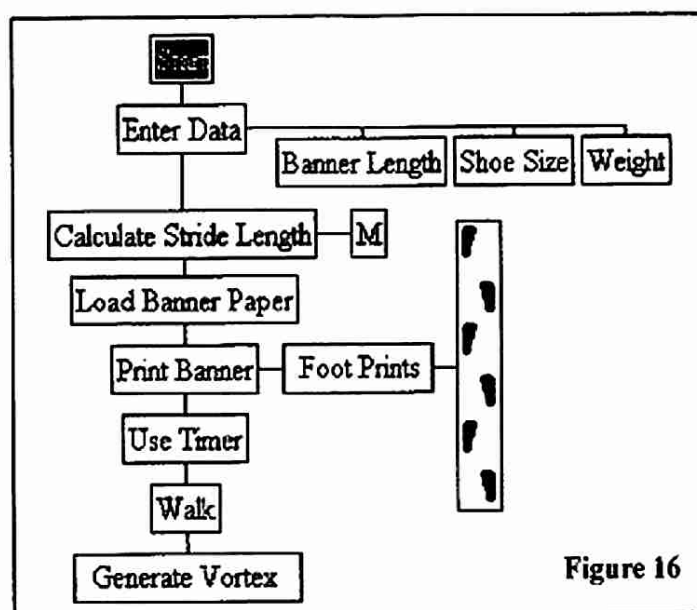 Enter Data
Banner Length
Shoe Size
Weight
Calculate Stride Length
M
Load Banner Paper
Print Banner
Foot Prints
Use Timer
Walk
Generate Vortex
Figure 16